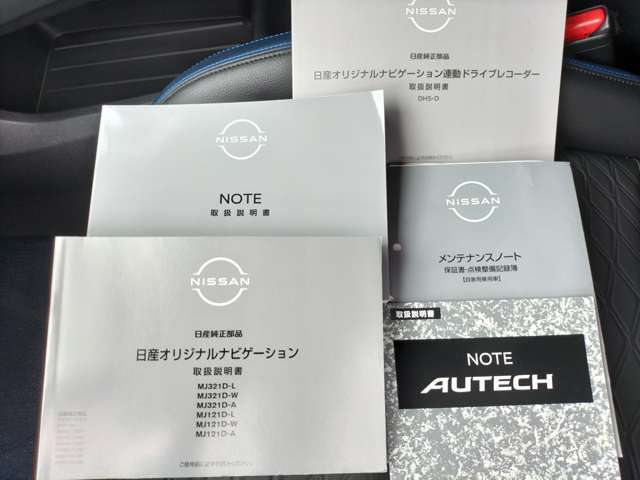 NISSAN
日産純正部品
日産オリジナルナビゲーション連動ドライブレコーダー
取扱説明書
DH5-D
NISSAN
NOTE
取扱説明書
NISSAN
メンテナンスノート
保証書・点検整備記録簿
【自家用乗用車】
NISSAN
日産純正部品
日産オリジナルナビゲーション
取扱説明書
MJ321D-L
MJ321D-W
MJ321D-A
MJ121D-L
MJ121D-W
MJ121D-A
取扱説明書
NOTE
AUTECH